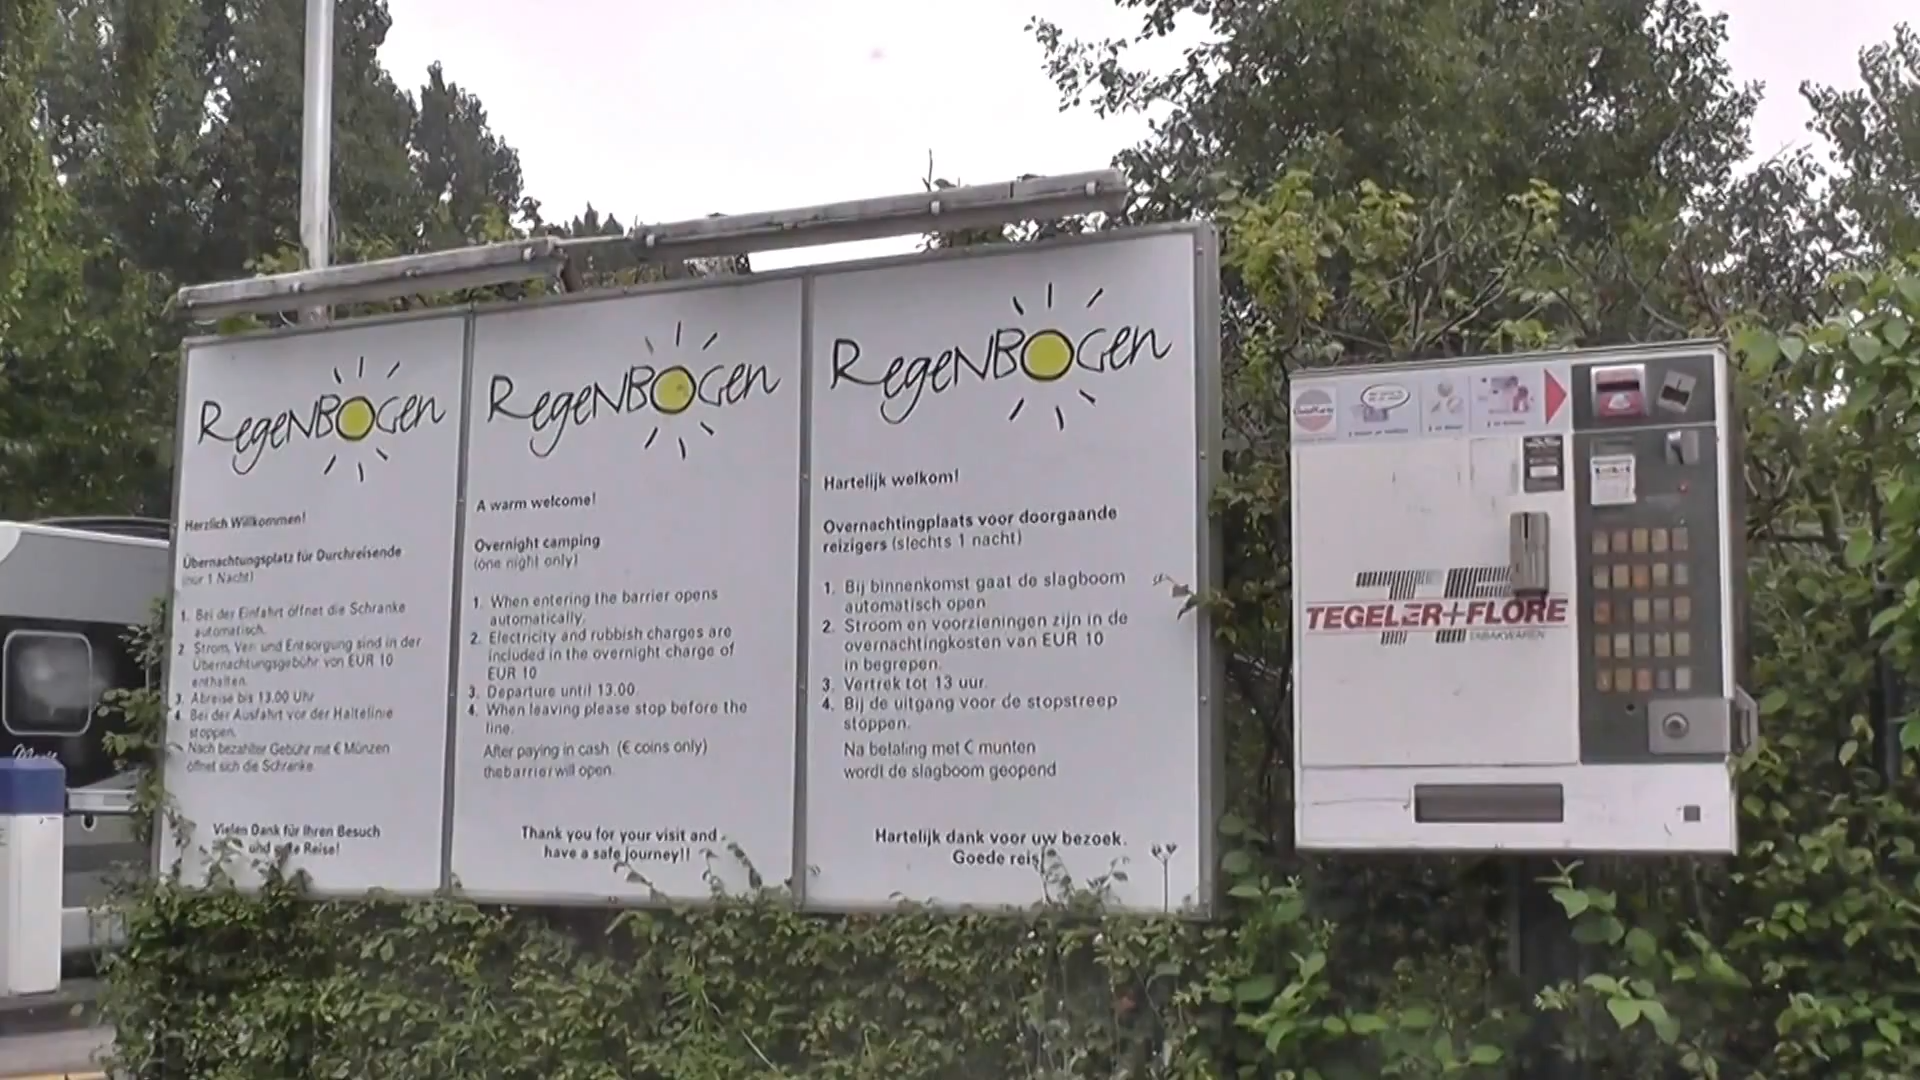 RegenBogen
Herzlich Willkommen!
Übernachtungsplatz für Durchreisende
(nur 1 Nacht)
1. Bei der Einfahrt öffnet die Schranke
automatisch.
2. Strom, Ver- und Entsorgung sind in der
Übernachtungsgebühr von EUR 10
enthalten.
3. Abreise bis 13.00 Uhr
4. Bei der Ausfahrt vor der Haltelinie
stoppen.
Nach bezahlter Gebühr mit € Münzen
öffnet sich die Schranke.
Vielen Dank für Ihren Besuch
und Reise!
RegenBogen
A warm welcome!
Overnight camping
(one night only)
1. When entering the barrier opens
automatically.
2. Electricity and rubbish charges are
included in the overnight charge of
EUR 10
3. Departure until 13.00.
4. When leaving please stop before the
line.
After paying in cash (€ coins only)
the barrier will open.
Thank you for your visit and
have a safe journey!!
RegenBogen
Hartelijk welkom!
Overnachtingplaats voor doorgaande
reizigers (slechts 1 nacht)
1. Bij binnenkomst gaat de slagboom
automatisch open
2. Stroom en voorzieningen zijn in de
overnachtingkosten van EUR 10
in begrepen.
3. Vertrek tot 13 uur.
4. Bij de uitgang voor de stopstreep
stoppen.
Na betaling met € munten
wordt de slagboom geopend
Hartelijk dank voor uw bezoek.
Goede reis!
TEGELER+FLORE
TABAKWAREN